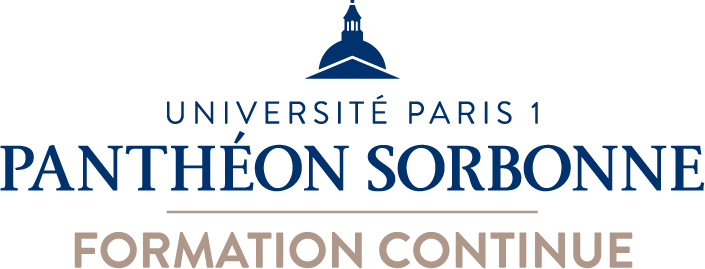 UNIVERSITÉ PARIS 1
PANTHÉON SORBONNE
FORMATION CONTINUE